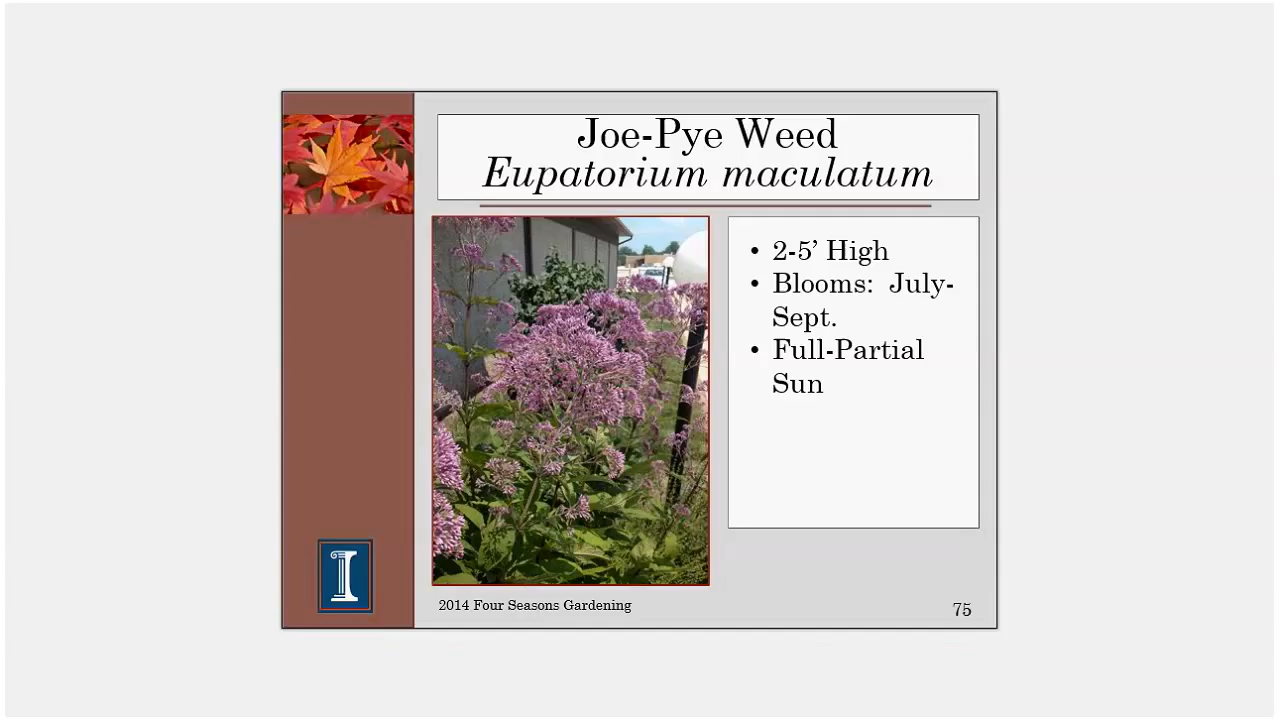 Joe-Pye Weed
Eupatorium maculatum
• 2-5’ High
• Blooms: July-
Sept.
• Full-Partial
Sun
I
2014 Four Seasons Gardening
75